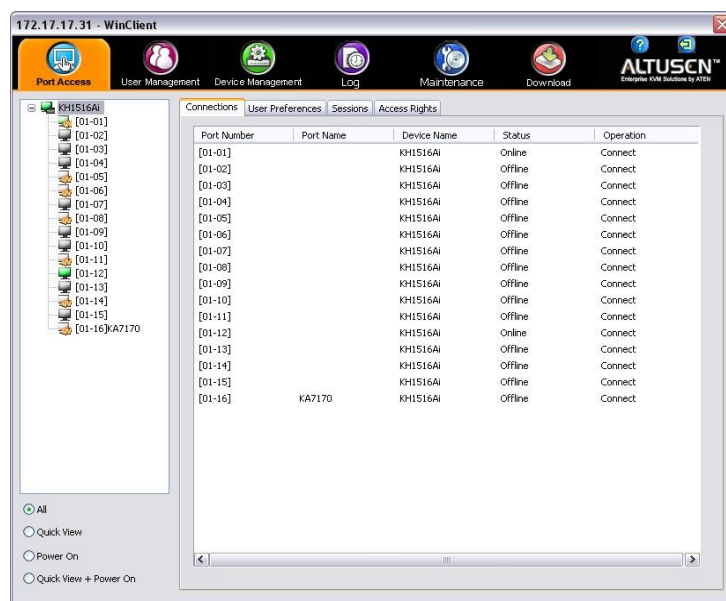 172.17.17.31 - WinClient
Port Access User Management Device Management Log Maintenance Download
ALTUSCN™
Enterprise KVM Solutions by ATEN
KH1516Ai
[01-01]
[01-02]
[01-03]
[01-04]
[01-05]
[01-06]
[01-07]
[01-08]
[01-09]
[01-10]
[01-11]
[01-12]
[01-13]
[01-14]
[01-15]
[01-16]KA7170
All
Quick View
Power On
Quick View + Power On
Connections User Preferences Sessions Access Rights
Port Number Port Name Device Name Status Operation
[01-01] KH1516Ai Online Connect
[01-02] KH1516Ai Offline Connect
[01-03] KH1516Ai Offline Connect
[01-04] KH1516Ai Offline Connect
[01-05] KH1516Ai Offline Connect
[01-06] KH1516Ai Offline Connect
[01-07] KH1516Ai Offline Connect
[01-08] KH1516Ai Offline Connect
[01-09] KH1516Ai Offline Connect
[01-10] KH1516Ai Offline Connect
[01-11] KH1516Ai Offline Connect
[01-12] KH1516Ai Online Connect
[01-13] KH1516Ai Offline Connect
[01-14] KH1516Ai Offline Connect
[01-15] KH1516Ai Offline Connect
[01-16] KA7170 KH1516Ai Offline Connect